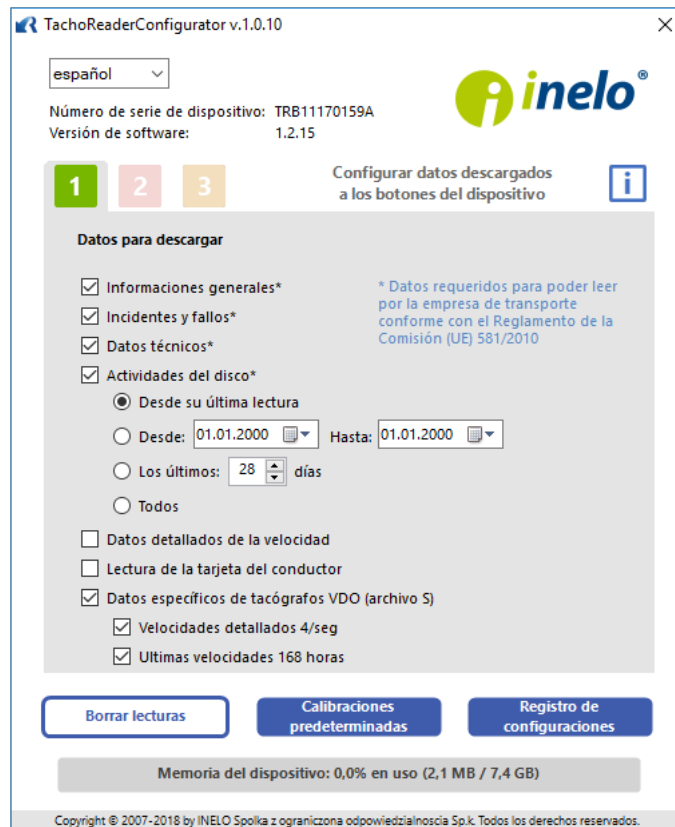 TachoReaderConfigurator v.1.0.10
español
inelo®
Número de serie de dispositivo: TRB11170159A
Versión de software: 1.2.15
1 2 3
Configurar datos descargados
a los botones del dispositivo
i
Datos para descargar
Informaciones generales*
Incidentes y fallos*
Datos técnicos*
* Datos requeridos para poder leer
por la empresa de transporte
conforme con el Reglamento de la
Comisión (UE) 581/2010
Actividades del disco*
Desde su última lectura
Desde: 01.01.2000 Hasta: 01.01.2000
Los últimos: 28 días
Todos
Datos detallados de la velocidad
Lectura de la tarjeta del conductor
Datos específicos de tacógrafos VDO (archivo S)
Velocidades detallados 4/seg
Ultimas velocidades 168 horas
Borrar lecturas
Calibraciones
predeterminadas
Registro de
configuraciones
Memoria del dispositivo: 0,0% en uso (2,1 MB / 7,4 GB)
Copyright © 2007-2018 by INELO Spolka z ograniczona odpowiedzialnoscia Sp.k. Todos los derechos reservados.